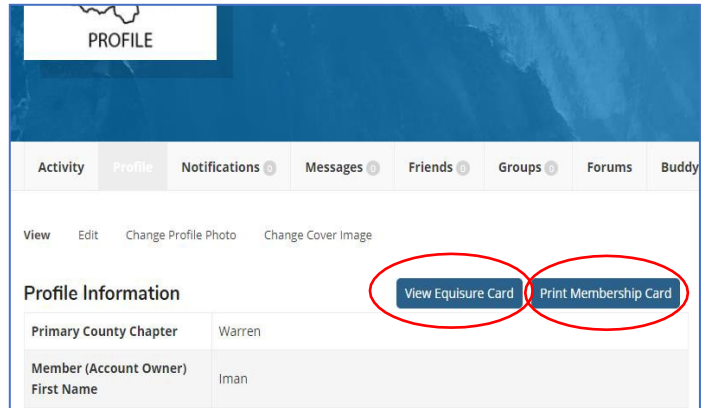 PROFILE
Activity Profile Notifications 0 Messages 0 Friends 0 Groups 0 Forums Buddy
View Edit Change Profile Photo Change Cover Image
Profile Information View Equisure Card Print Membership Card
Primary County Chapter Warren
Member (Account Owner)
First Name Iman